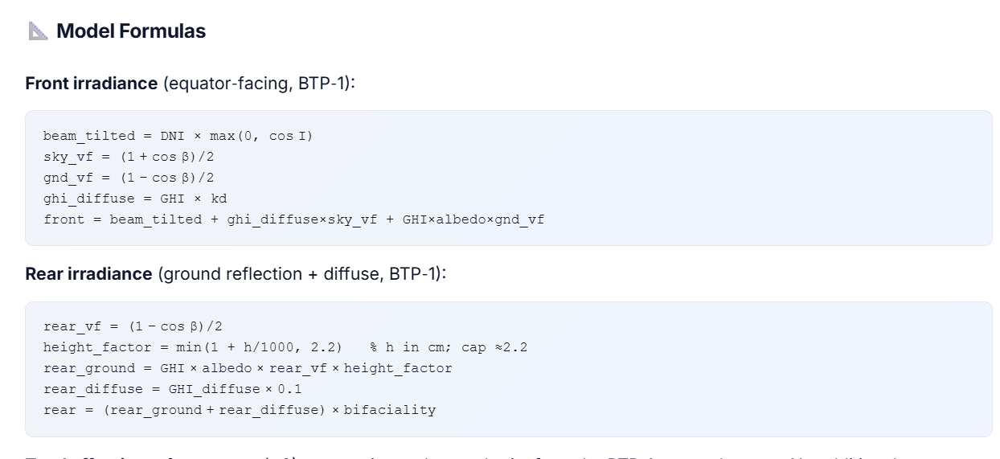 📐 Model Formulas
Front irradiance (equator-facing, BTP-1):
beam_tilted = DNI × max(0, cos I)
sky_vf = (1 + cos β)/2
gnd_vf = (1 − cos β)/2
ghi_diffuse = GHI × kd
front = beam_tilted + ghi_diffuse×sky_vf + GHI×albedo×gnd_vf
Rear irradiance (ground reflection + diffuse, BTP-1):
rear_vf = (1 − cos β)/2
height_factor = min(1 + h/1000, 2.2)   % h in cm; cap ≈2.2
rear_ground = GHI × albedo × rear_vf × height_factor
rear_diffuse = GHI_diffuse × 0.1
rear = (rear_ground + rear_diffuse) × bifaciality